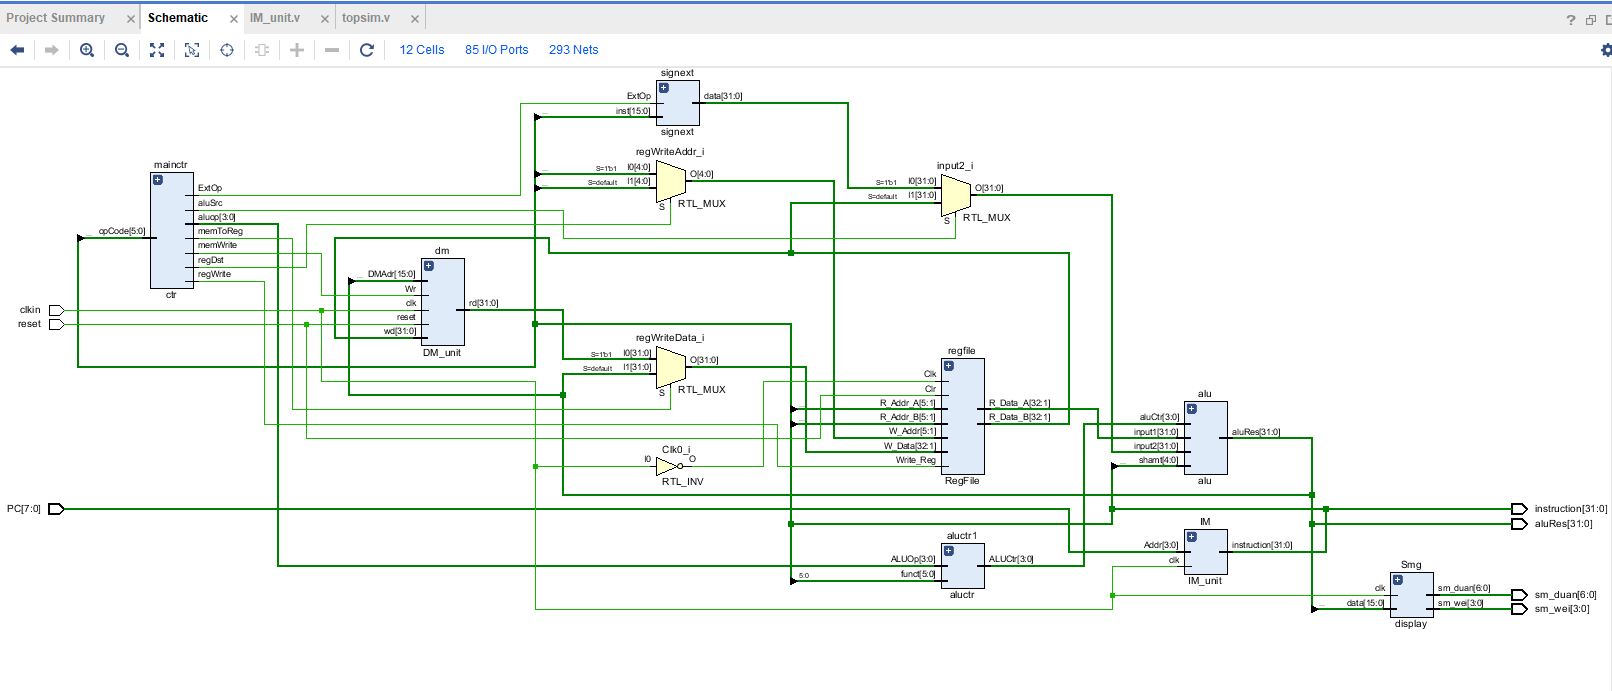 Project Summary
Schematic
IM_unit.v
topsim.v
12 Cells
85 I/O Ports
293 Nets
signext
ExtOp
inst[15:0]
data[31:0]
signext
regWriteAddr_i
S=1'b1
I0[4:0]
S=default
I1[4:0]
O[4:0]
S
RTL_MUX
input2_i
S=1'b1
I0[31:0]
S=default
I1[31:0]
O[31:0]
S
RTL_MUX
mainctr
opCode[5:0]
ExtOp
aluSrc
aluop[3:0]
memToReg
memWrite
regDst
regWrite
ctr
dm
DMAdr[15:0]
Wr
clk
reset
wd[31:0]
rd[31:0]
DM_unit
clkin
reset
regWriteData_i
S=1'b1
I0[31:0]
S=default
I1[31:0]
O[31:0]
S
RTL_MUX
regfile
Clk
Clr
R_Addr_A[5:1]
R_Addr_B[5:1]
W_Addr[5:1]
W_Data[32:1]
Write_Reg
R_Data_A[32:1]
R_Data_B[32:1]
RegFile
alu
aluCtr[3:0]
input1[31:0]
input2[31:0]
shamt[4:0]
aluRes[31:0]
alu
Clk0_i
I0
O
RTL_INV
PC[7:0]
aluctr1
ALUOp[3:0]
funct[5:0]
5:0
ALUCtr[3:0]
aluctr
IM
Addr[3:0]
clk
instruction[31:0]
IM_unit
Smg
clk
data[15:0]
sm_duan[6:0]
sm_wei[3:0]
display
instruction[31:0]
aluRes[31:0]
sm_duan[6:0]
sm_wei[3:0]